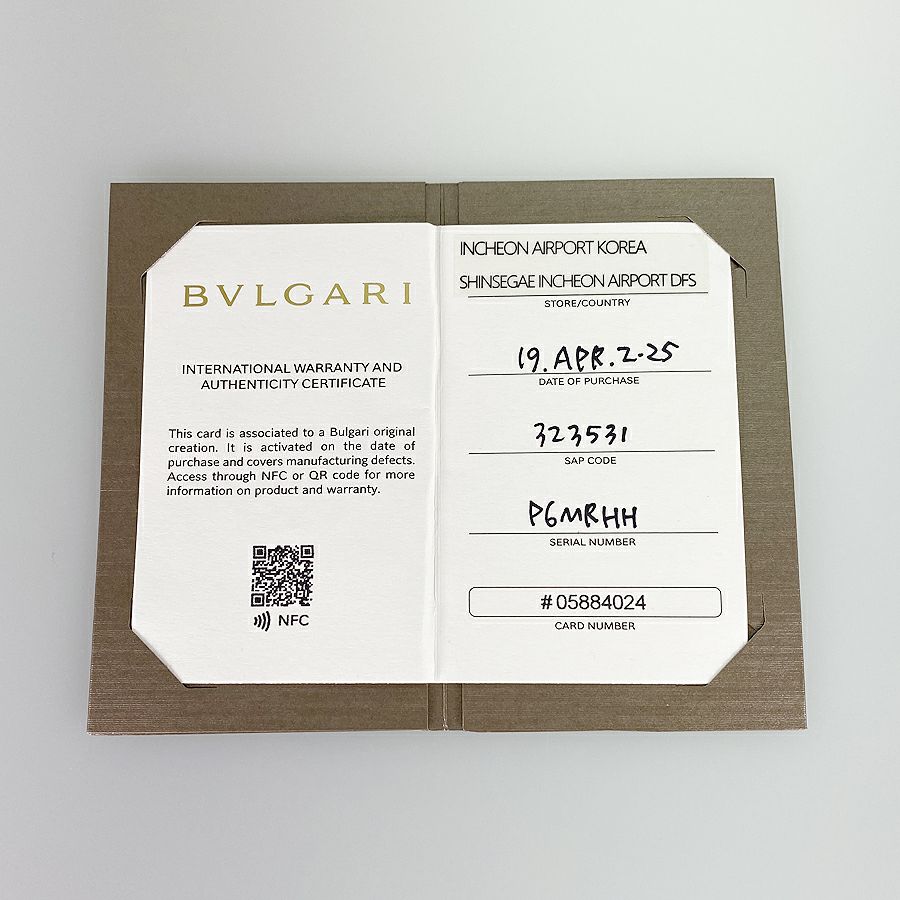 BVLGARI
INTERNATIONAL WARRANTY AND
AUTHENTICITY CERTIFICATE
This card is associated to a Bulgari original
creation. It is activated on the date of
purchase and covers manufacturing defects.
Access through NFC or QR code for more
information on product and warranty.
NFC
INCHEON AIRPORT KOREA
SHINSEGAE INCHEON AIRPORT DFS
STORE/COUNTRY
19.APR.2025
DATE OF PURCHASE
323531
SAP CODE
P6MRHH
SERIAL NUMBER
#05884024
CARD NUMBER